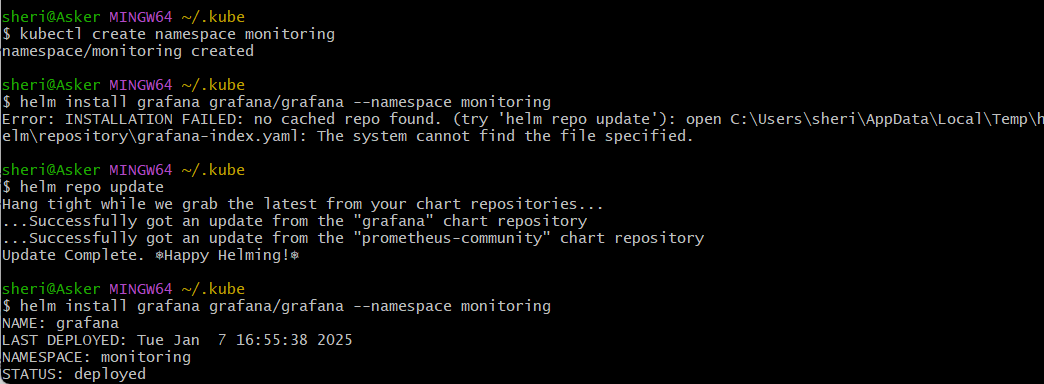 sheri@Asker MINGW64 ~/.kube
$ kubectl create namespace monitoring
namespace/monitoring created
sheri@Asker MINGW64 ~/.kube
$ helm install grafana grafana/grafana --namespace monitoring
Error: INSTALLATION FAILED: no cached repo found. (try 'helm repo update'): open C:\Users\sheri\AppData\Local\Temp\h
elm\repository\grafana-index.yaml: The system cannot find the file specified.
sheri@Asker MINGW64 ~/.kube
$ helm repo update
Hang tight while we grab the latest from your chart repositories...
...Successfully got an update from the "grafana" chart repository
...Successfully got an update from the "prometheus-community" chart repository
Update Complete. ⎈Happy Helming!⎈
sheri@Asker MINGW64 ~/.kube
$ helm install grafana grafana/grafana --namespace monitoring
NAME: grafana
LAST DEPLOYED: Tue Jan  7 16:55:38 2025
NAMESPACE: monitoring
STATUS: deployed